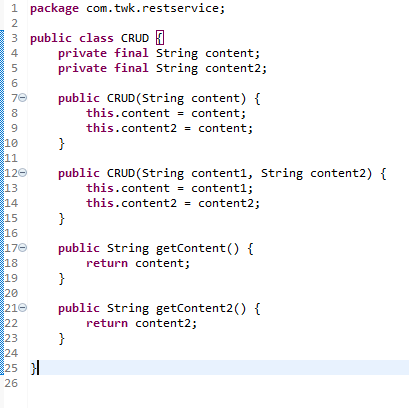 1 package com.twk.restservice;
2
3 public class CRUD {
4     private final String content;
5     private final String content2;
6
7     public CRUD(String content) {
8         this.content = content;
9         this.content2 = content;
10     }
11
12     public CRUD(String content1, String content2) {
13         this.content = content1;
14         this.content2 = content2;
15     }
16
17     public String getContent() {
18         return content;
19     }
20
21     public String getContent2() {
22         return content2;
23     }
24
25 }
26